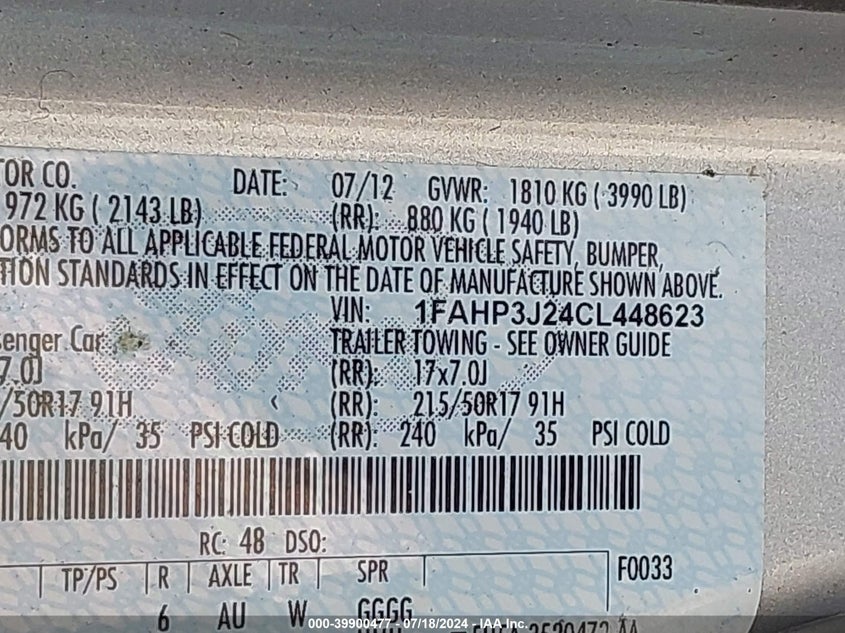 TOR CO. DATE: 07/12 GVWR: 1810 KG ( 3990 LB)
972 KG ( 2143 LB) (RR): 880 KG ( 1940 LB)
ORMS TO ALL APPLICABLE FEDERAL MOTOR VEHICLE SAFETY, BUMPER,
TION STANDARDS IN EFFECT ON THE DATE OF MANUFACTURE SHOWN ABOVE.
VIN: 1FAHP3J24CL448623
senger Car TRAILER TOWING - SEE OWNER GUIDE
7.0J (RR): 17x7.0J
/50R17 91H (RR): 215/50R17 91H
40 kPa/ 35 PSI COLD (RR): 240 kPa/ 35 PSI COLD
RC: 48 DSO:
TP/PS R AXLE TR SPR F0033
6 AU W GGGG
000-39900477 - 07/18/2024 - IAA Inc.